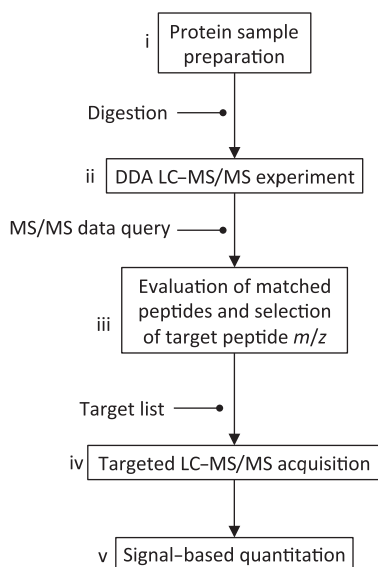 i
Protein sample
preparation
Digestion
ii
DDA LC–MS/MS experiment
MS/MS data query
iii
Evaluation of matched
peptides and selection
of target peptide m/z
Target list
iv
Targeted LC–MS/MS acquisition
v
Signal–based quantitation